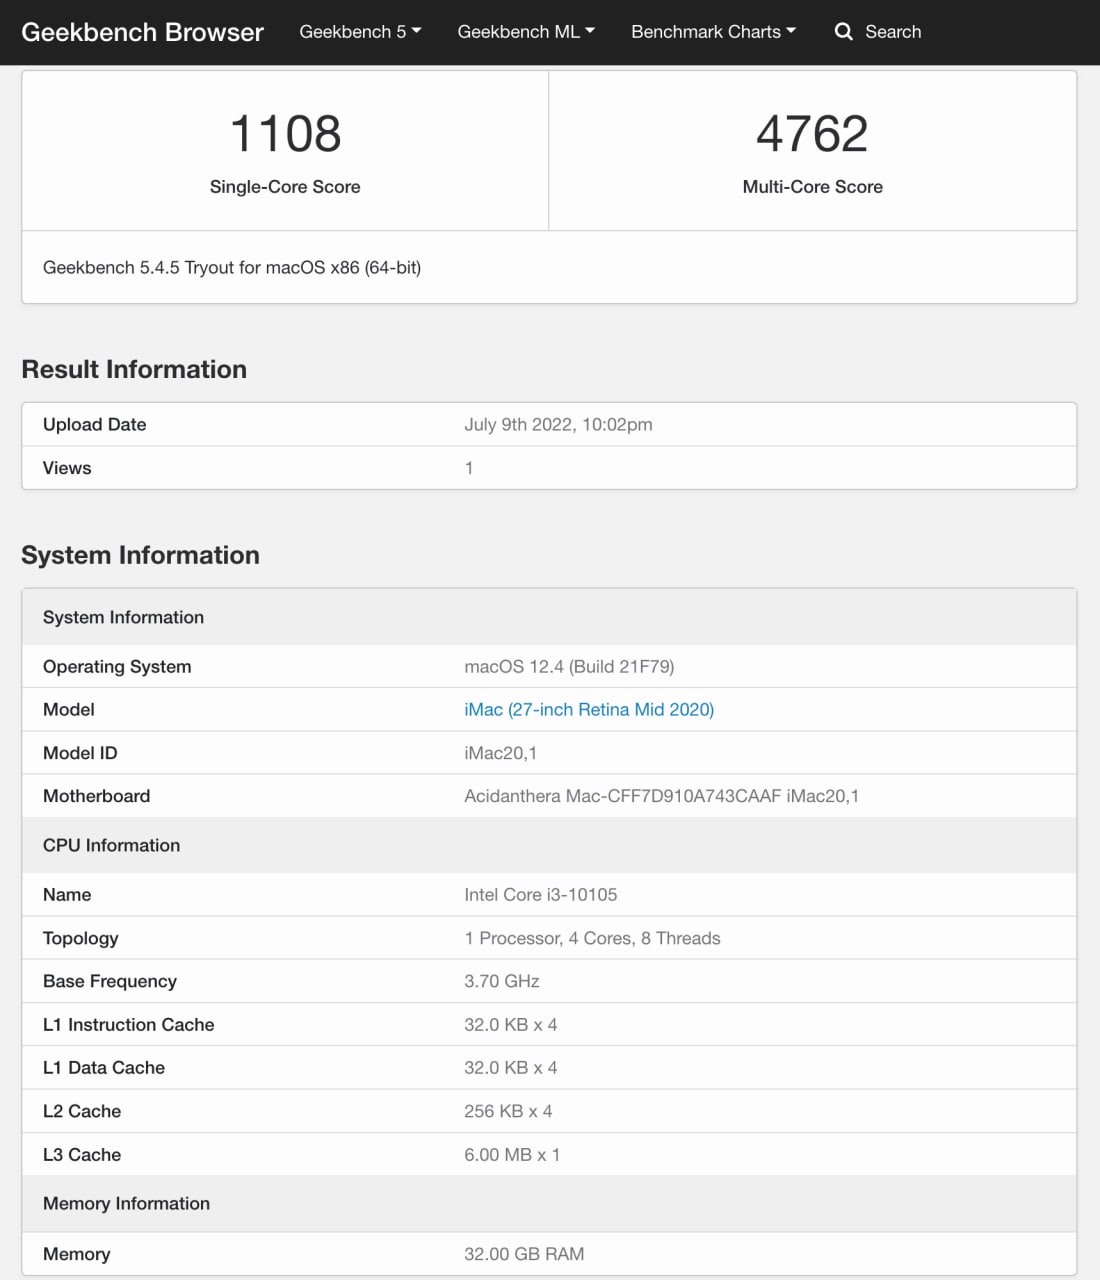 Geekbench Browser Geekbench 5 Geekbench ML Benchmark Charts Search
1108 4762
Single-Core Score Multi-Core Score
Geekbench 5.4.5 Tryout for macOS x86 (64-bit)
Result Information
Upload Date July 9th 2022, 10:02pm
Views 1
System Information
System Information
Operating System macOS 12.4 (Build 21F79)
Model iMac (27-inch Retina Mid 2020)
Model ID iMac20,1
Motherboard Acidanthera Mac-CFF7D910A743CAAF iMac20,1
CPU Information
Name Intel Core i3-10105
Topology 1 Processor, 4 Cores, 8 Threads
Base Frequency 3.70 GHz
L1 Instruction Cache 32.0 KB x 4
L1 Data Cache 32.0 KB x 4
L2 Cache 256 KB x 4
L3 Cache 6.00 MB x 1
Memory Information
Memory 32.00 GB RAM